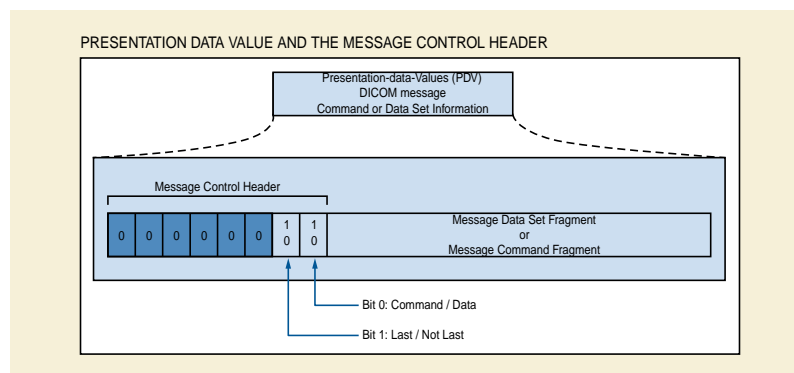 PRESENTATION DATA VALUE AND THE MESSAGE CONTROL HEADER
Presentation-data-Values (PDV)
DICOM message
Command or Data Set Information
Message Control Header
0 0 0 0 0 0 1 0 1 0
Message Data Set Fragment
or
Message Command Fragment
Bit 0: Command / Data
Bit 1: Last / Not Last